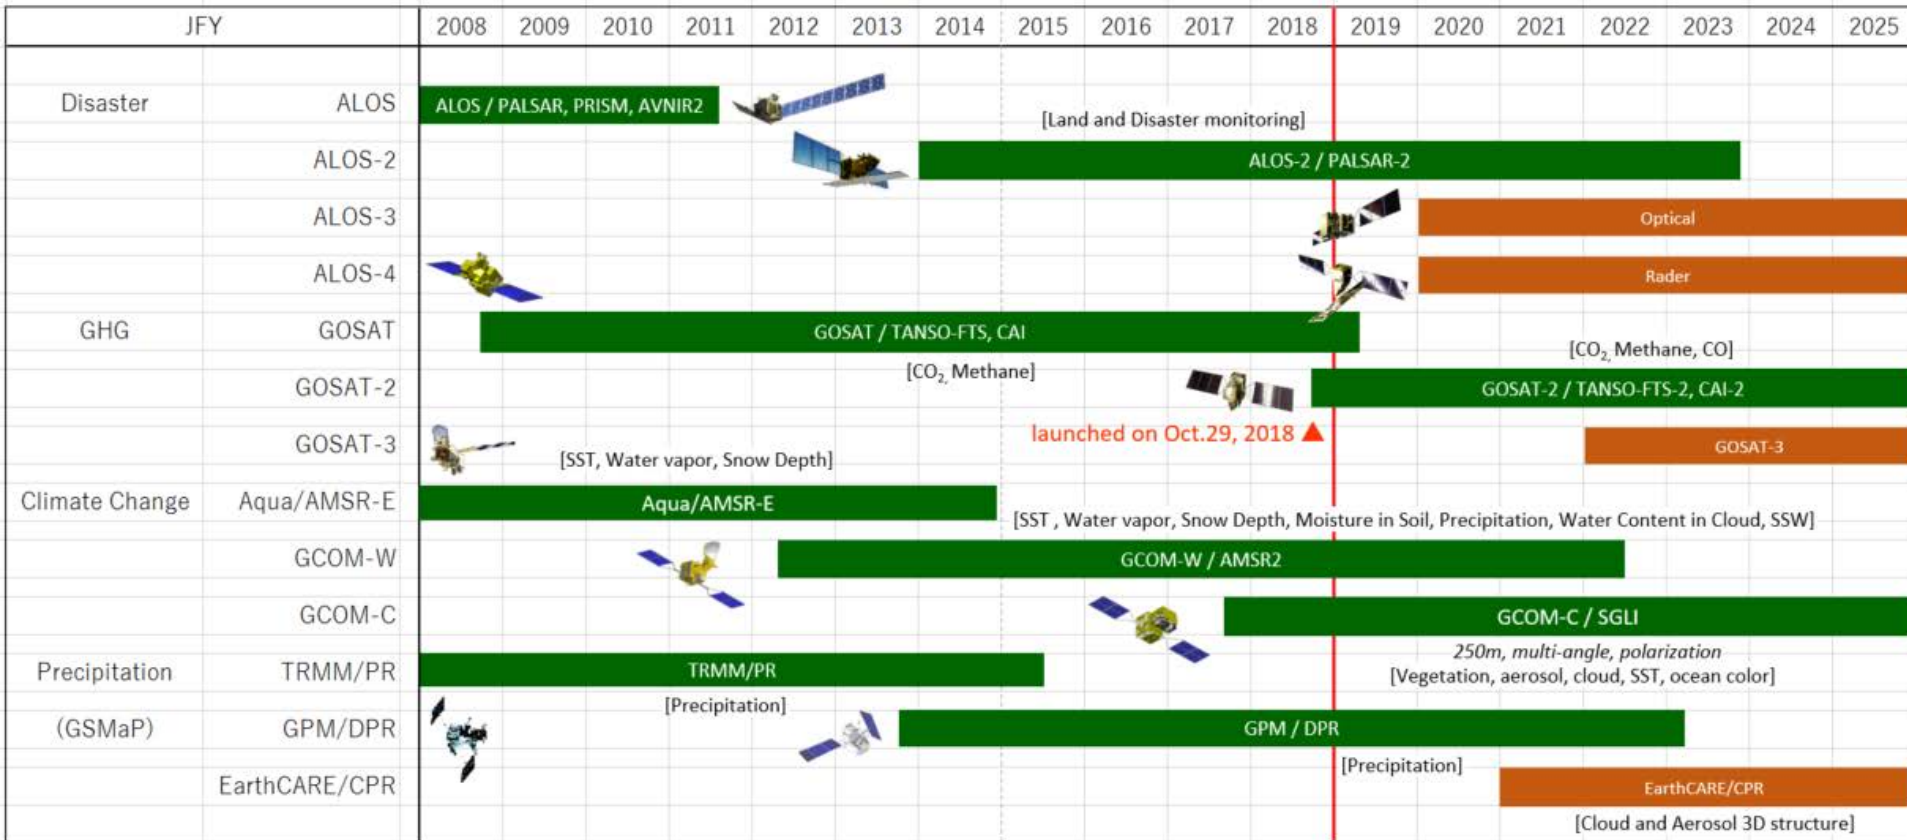 JFY 2008 2009 2010 2011 2012 2013 2014 2015 2016 2017 2018 2019 2020 2021 2022 2023 2024 2025
Disaster ALOS ALOS / PALSAR, PRISM, AVNIR2
[Land and Disaster monitoring]
ALOS-2 ALOS-2 / PALSAR-2
ALOS-3 Optical
ALOS-4 Rader
GHG GOSAT GOSAT / TANSO-FTS, CAI
[CO2, Methane, CO]
[CO2, Methane]
GOSAT-2 GOSAT-2 / TANSO-FTS-2, CAI-2
launched on Oct.29, 2018 ▲
GOSAT-3 GOSAT-3
[SST, Water vapor, Snow Depth]
Climate Change Aqua/AMSR-E Aqua/AMSR-E
[SST , Water vapor, Snow Depth, Moisture in Soil, Precipitation, Water Content in Cloud, SSW]
GCOM-W GCOM-W / AMSR2
GCOM-C GCOM-C / SGLI
250m, multi-angle, polarization
[Vegetation, aerosol, cloud, SST, ocean color]
Precipitation TRMM/PR TRMM/PR
[Precipitation]
(GSMaP) GPM/DPR GPM / DPR
[Precipitation]
EarthCARE/CPR EarthCARE/CPR
[Cloud and Aerosol 3D structure]